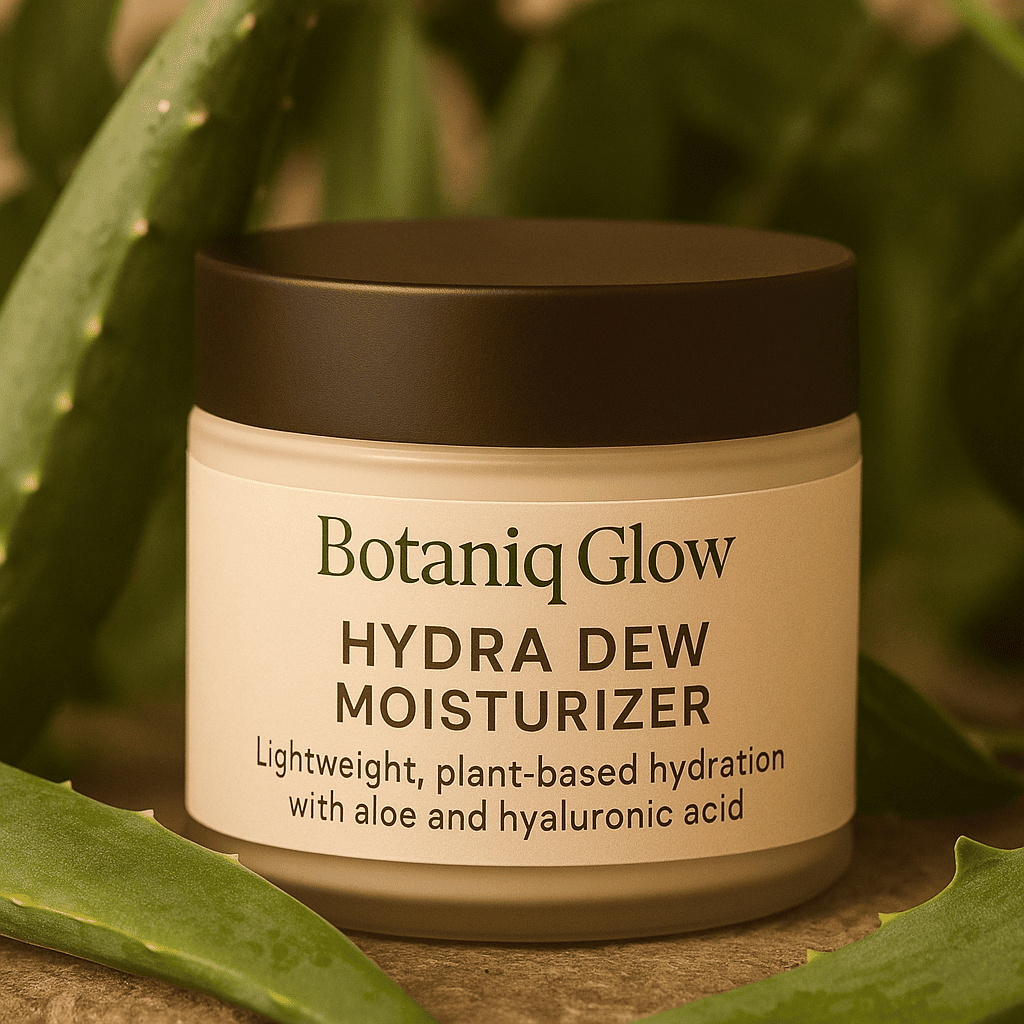 Botaniq Glow
HYDRA DEW
MOISTURIZER
Lightweight, plant-based hydration
with aloe and hyaluronic acid